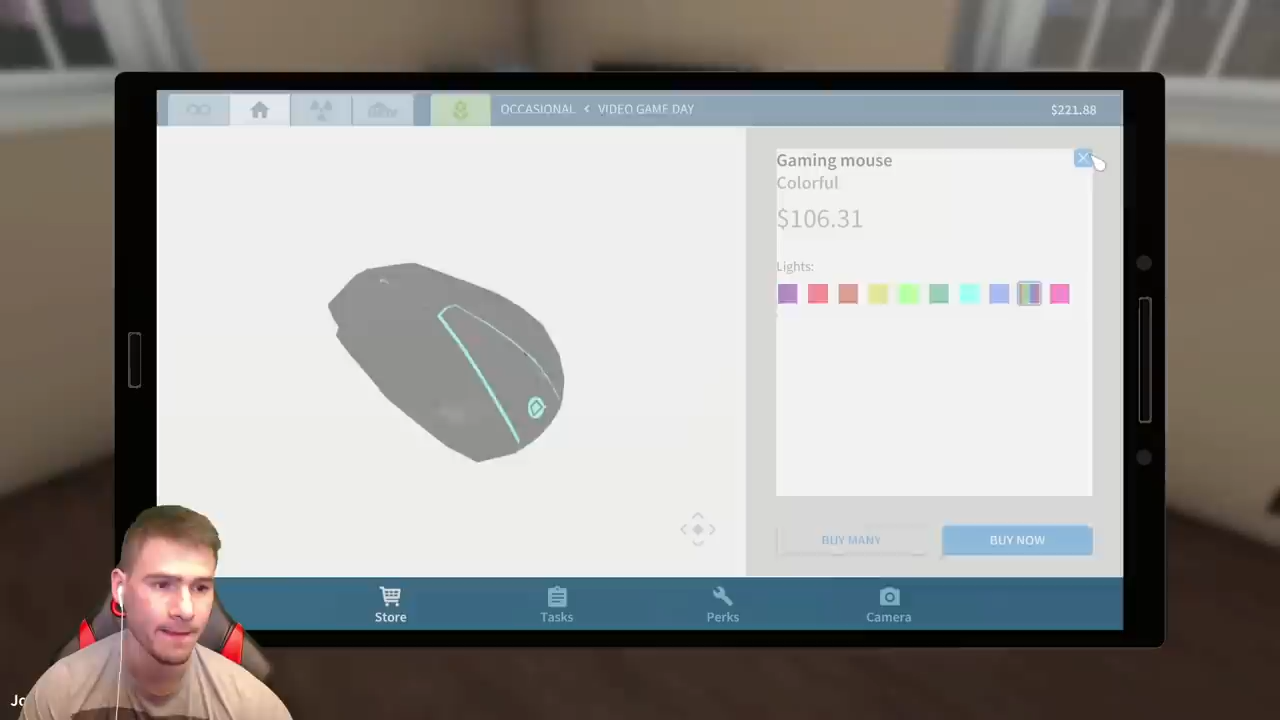 OCCASIONAL < VIDEO GAME DAY
$221.88
Gaming mouse
Colorful
$106.31
Lights:
BUY MANY
BUY NOW
Store
Tasks
Perks
Camera
Jo